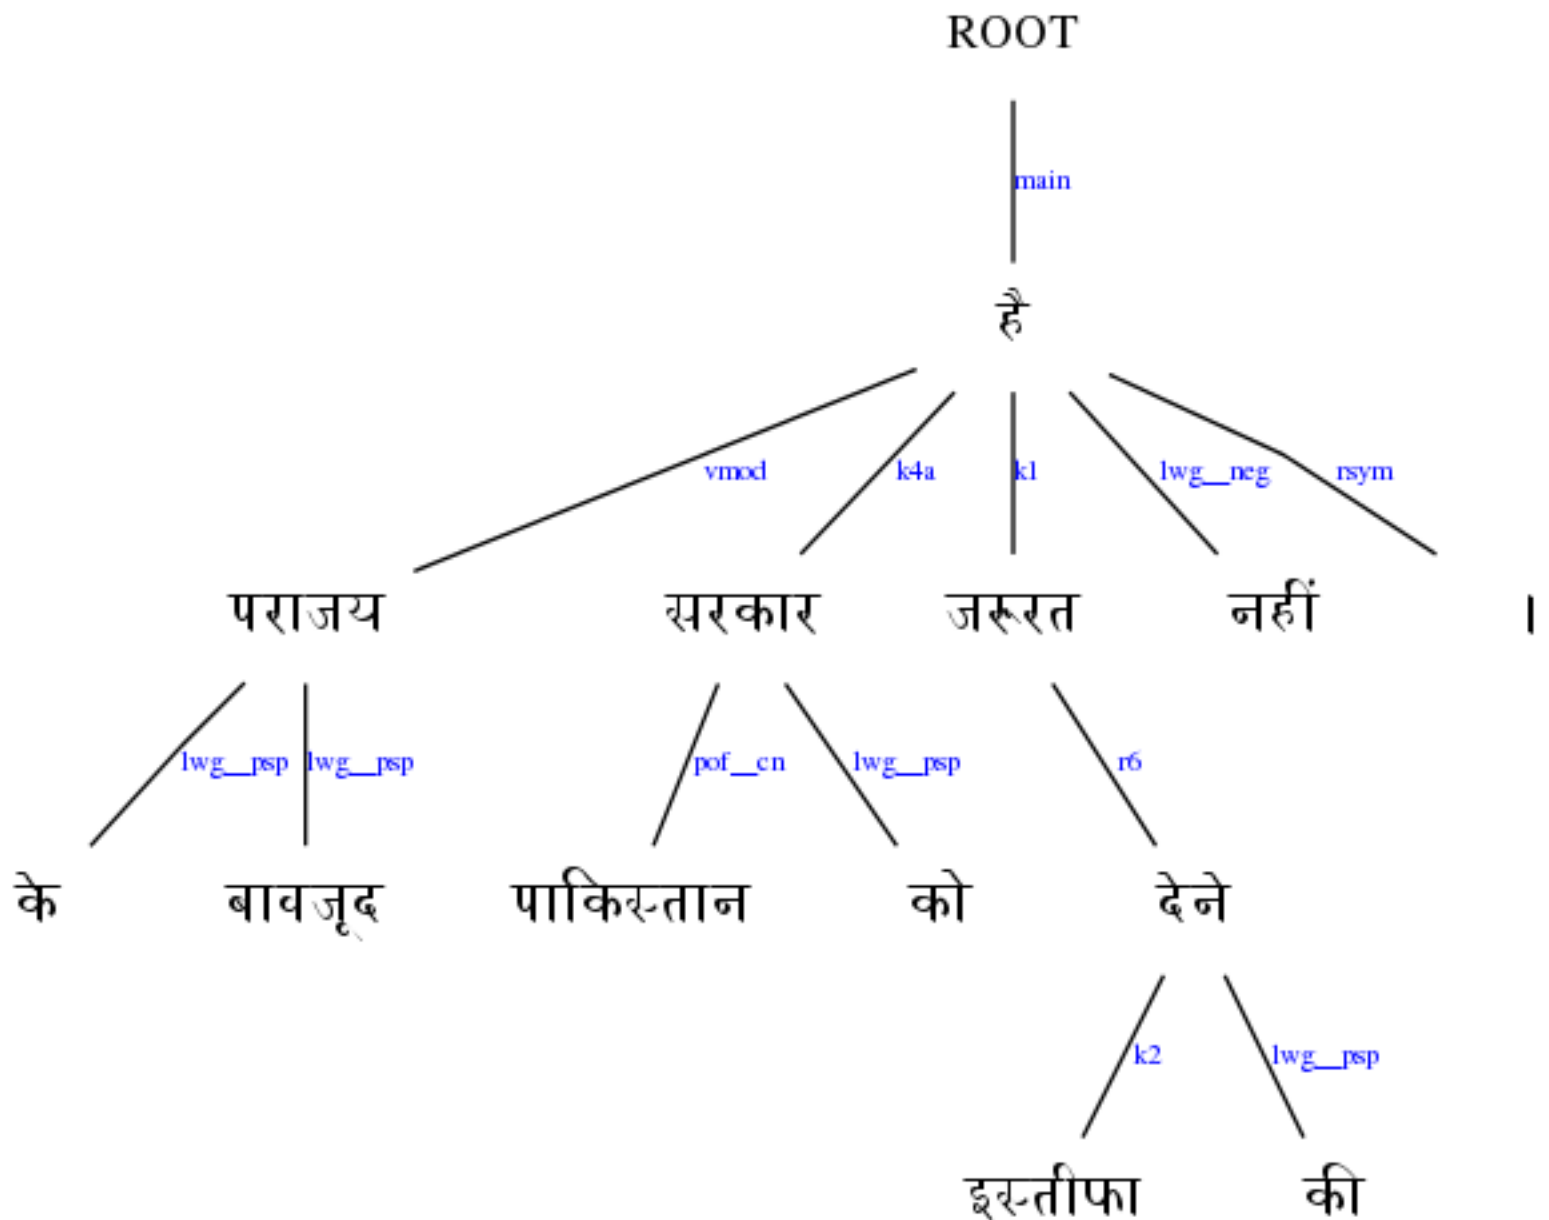 ROOT
main
है
vmod k4a k1 lwg__neg rsym
पराजय सरकार जरूरत नहीं ।
lwg__psp lwg__psp pof__cn lwg__psp r6
के बावजूद पाकिस्तान को देने
k2 lwg__psp
इस्तीफा की